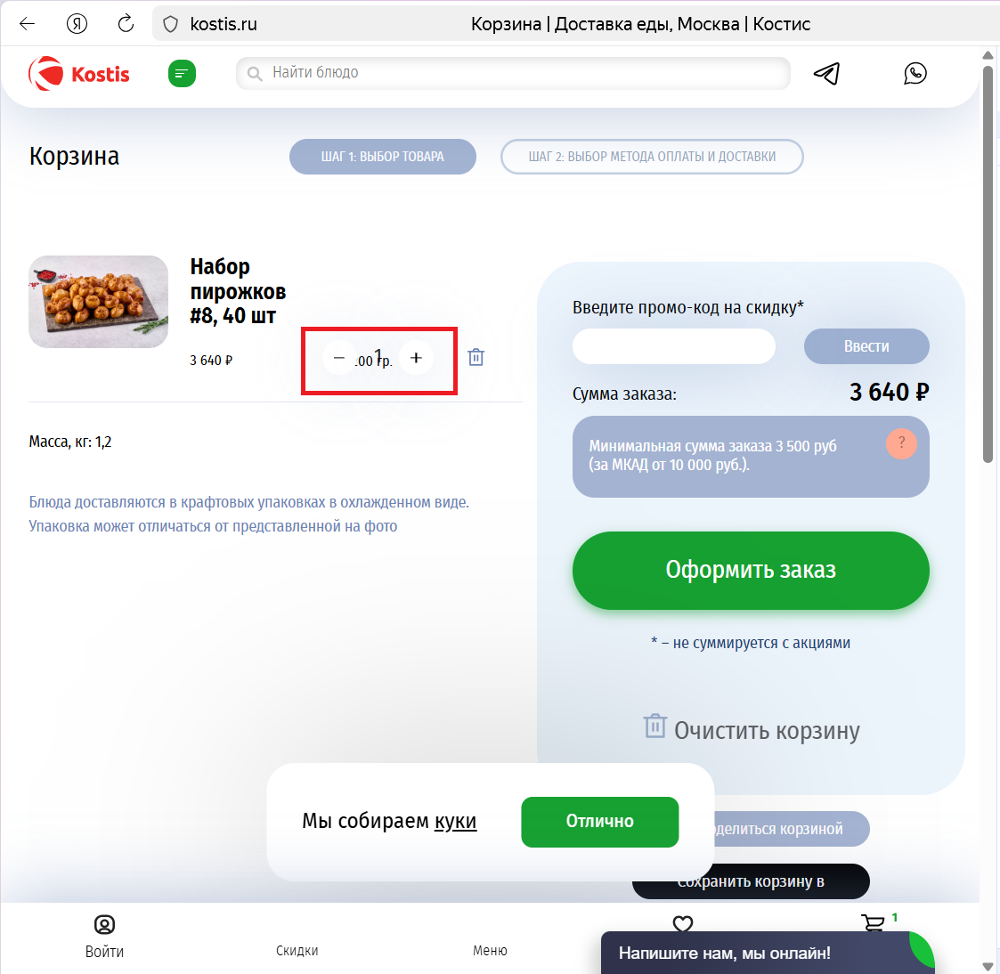 kostis.ru
Корзина | Доставка еды, Москва | Костис
Kostis
Найти блюдо
Корзина
ШАГ 1: ВЫБОР ТОВАРА
ШАГ 2: ВЫБОР МЕТОДА ОПЛАТЫ И ДОСТАВКИ
Набор
пирожков
#8, 40 шт
3 640 ₽
− .00 гр. 1 +
Масса, кг: 1,2
Блюда доставляются в крафтовых упаковках в охлажденном виде.
Упаковка может отличаться от представленной на фото
Введите промо-код на скидку*
Ввести
Сумма заказа:
3 640 ₽
Минимальная сумма заказа 3 500 руб
(за МКАД от 10 000 руб.).
?
Оформить заказ
* – не суммируется с акциями
Очистить корзину
Мы собираем куки
Отлично
делиться корзиной
Сохранить корзину в
Войти
Скидки
Меню
1
Напишите нам, мы онлайн!